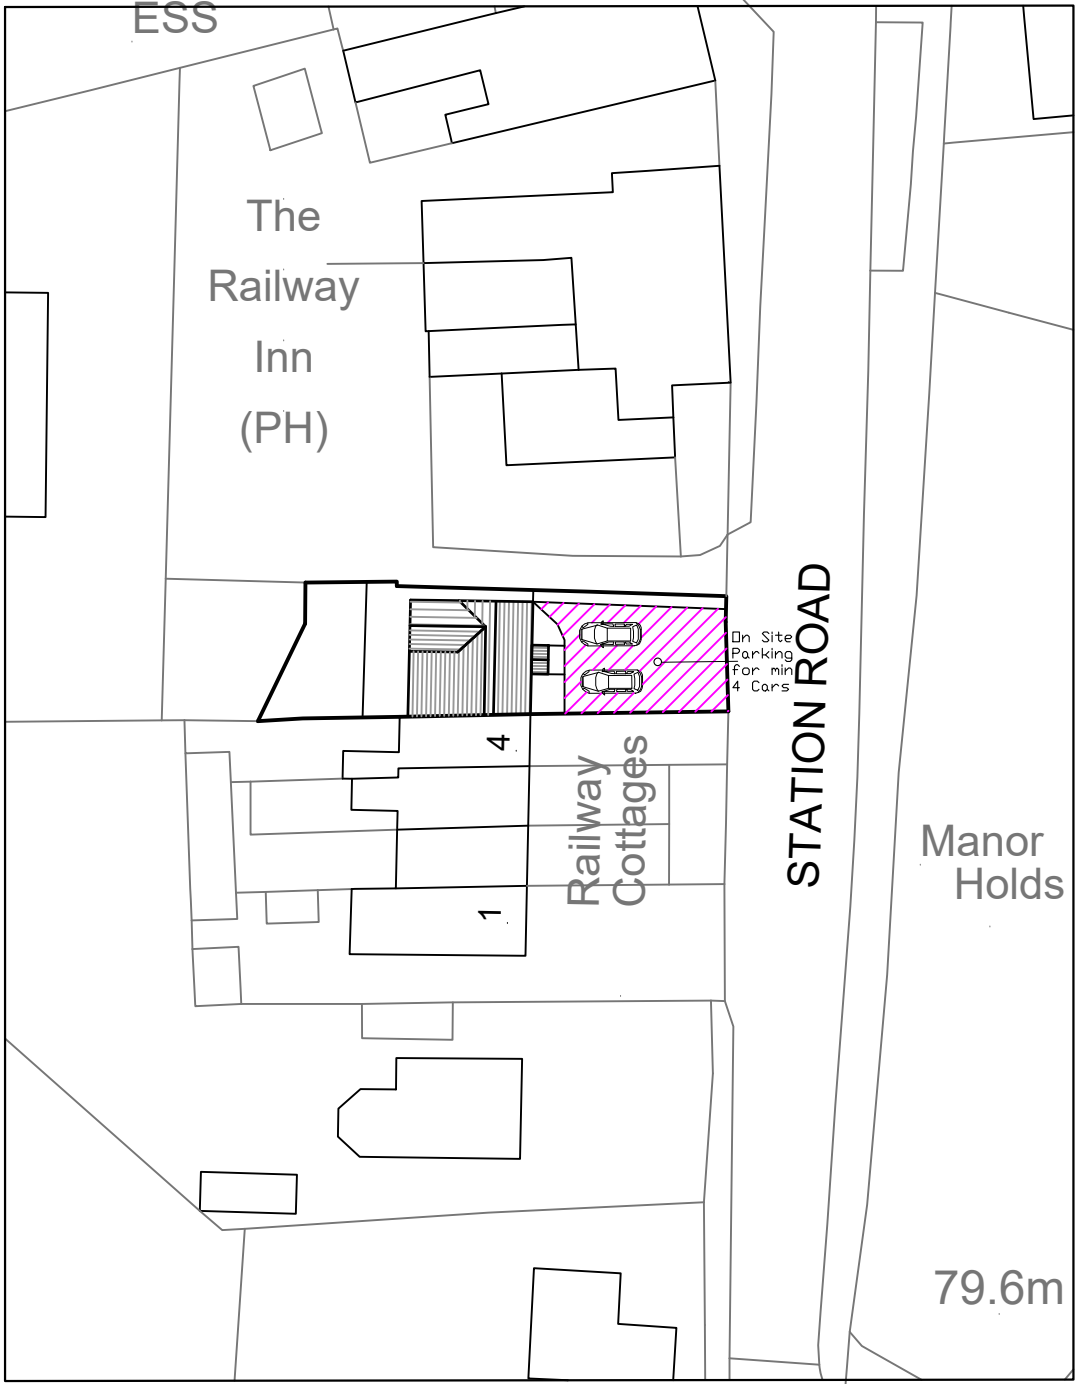 ESS
The
Railway
Inn
(PH)
On Site
Parking
for min
4 Cars
STATION ROAD
4
Railway
Cottages
1
Manor
Holds
79.6m